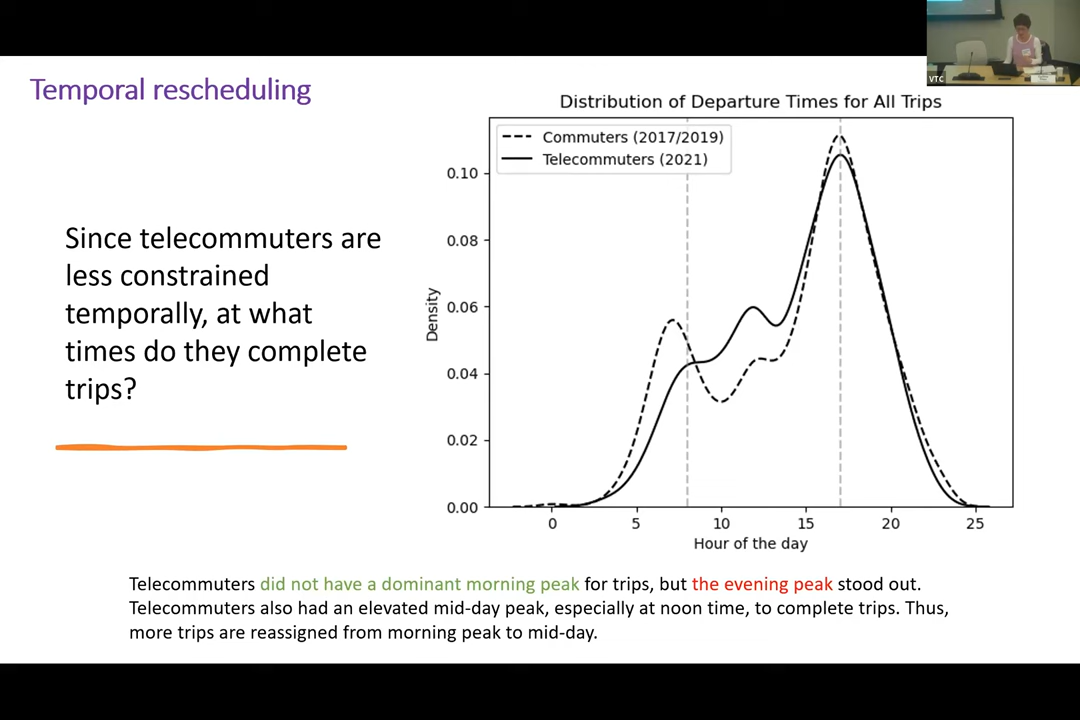 Temporal rescheduling
VTC
Since telecommuters are
less constrained
temporally, at what
times do they complete
trips?
Distribution of Departure Times for All Trips
Commuters (2017/2019)
Telecommuters (2021)
Density
0.10
0.08
0.06
0.04
0.02
0.00
0 5 10 15 20 25
Hour of the day
Telecommuters did not have a dominant morning peak for trips, but the evening peak stood out.
Telecommuters also had an elevated mid-day peak, especially at noon time, to complete trips. Thus,
more trips are reassigned from morning peak to mid-day.